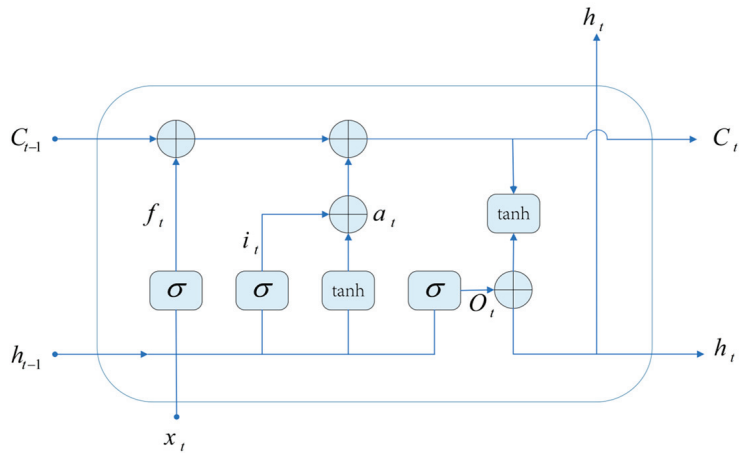 h_t
C_{t-1}
C_t
f_t
i_t
a_t
tanh
σ
σ
tanh
σ
O_t
h_{t-1}
h_t
x_t